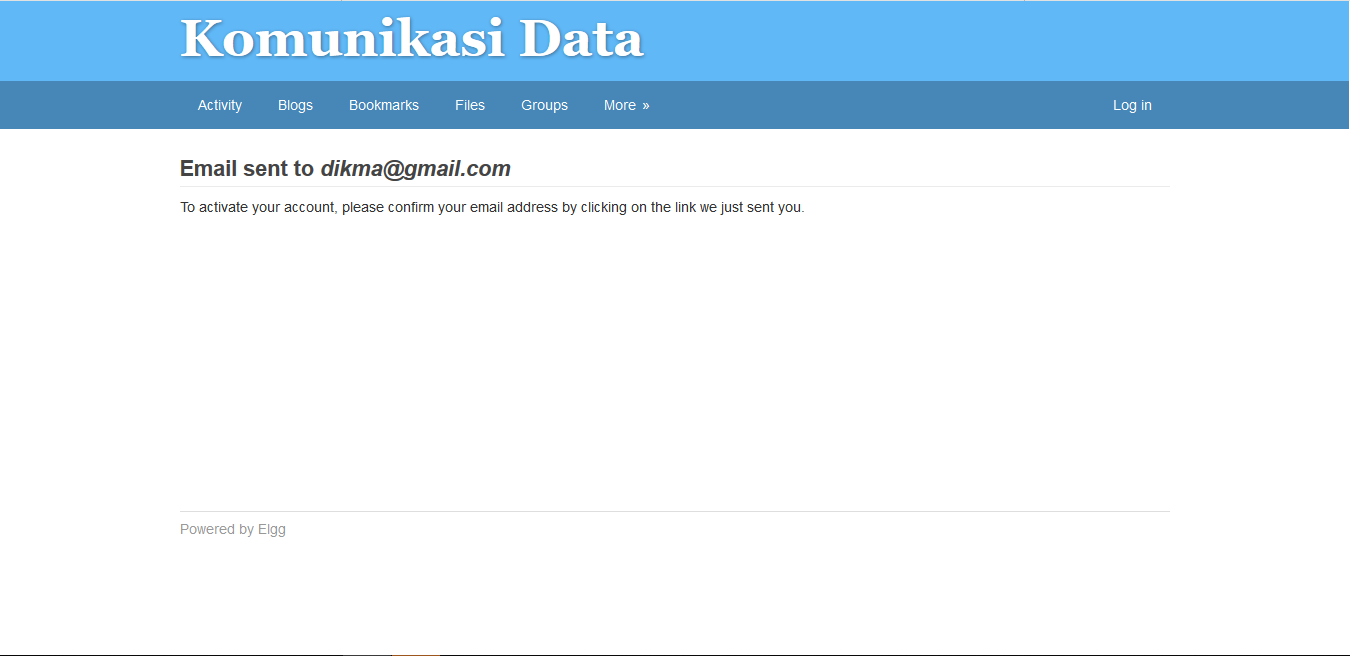 Komunikasi Data
Activity Blogs Bookmarks Files Groups More » Log in
Email sent to dikma@gmail.com
To activate your account, please confirm your email address by clicking on the link we just sent you.
Powered by Elgg